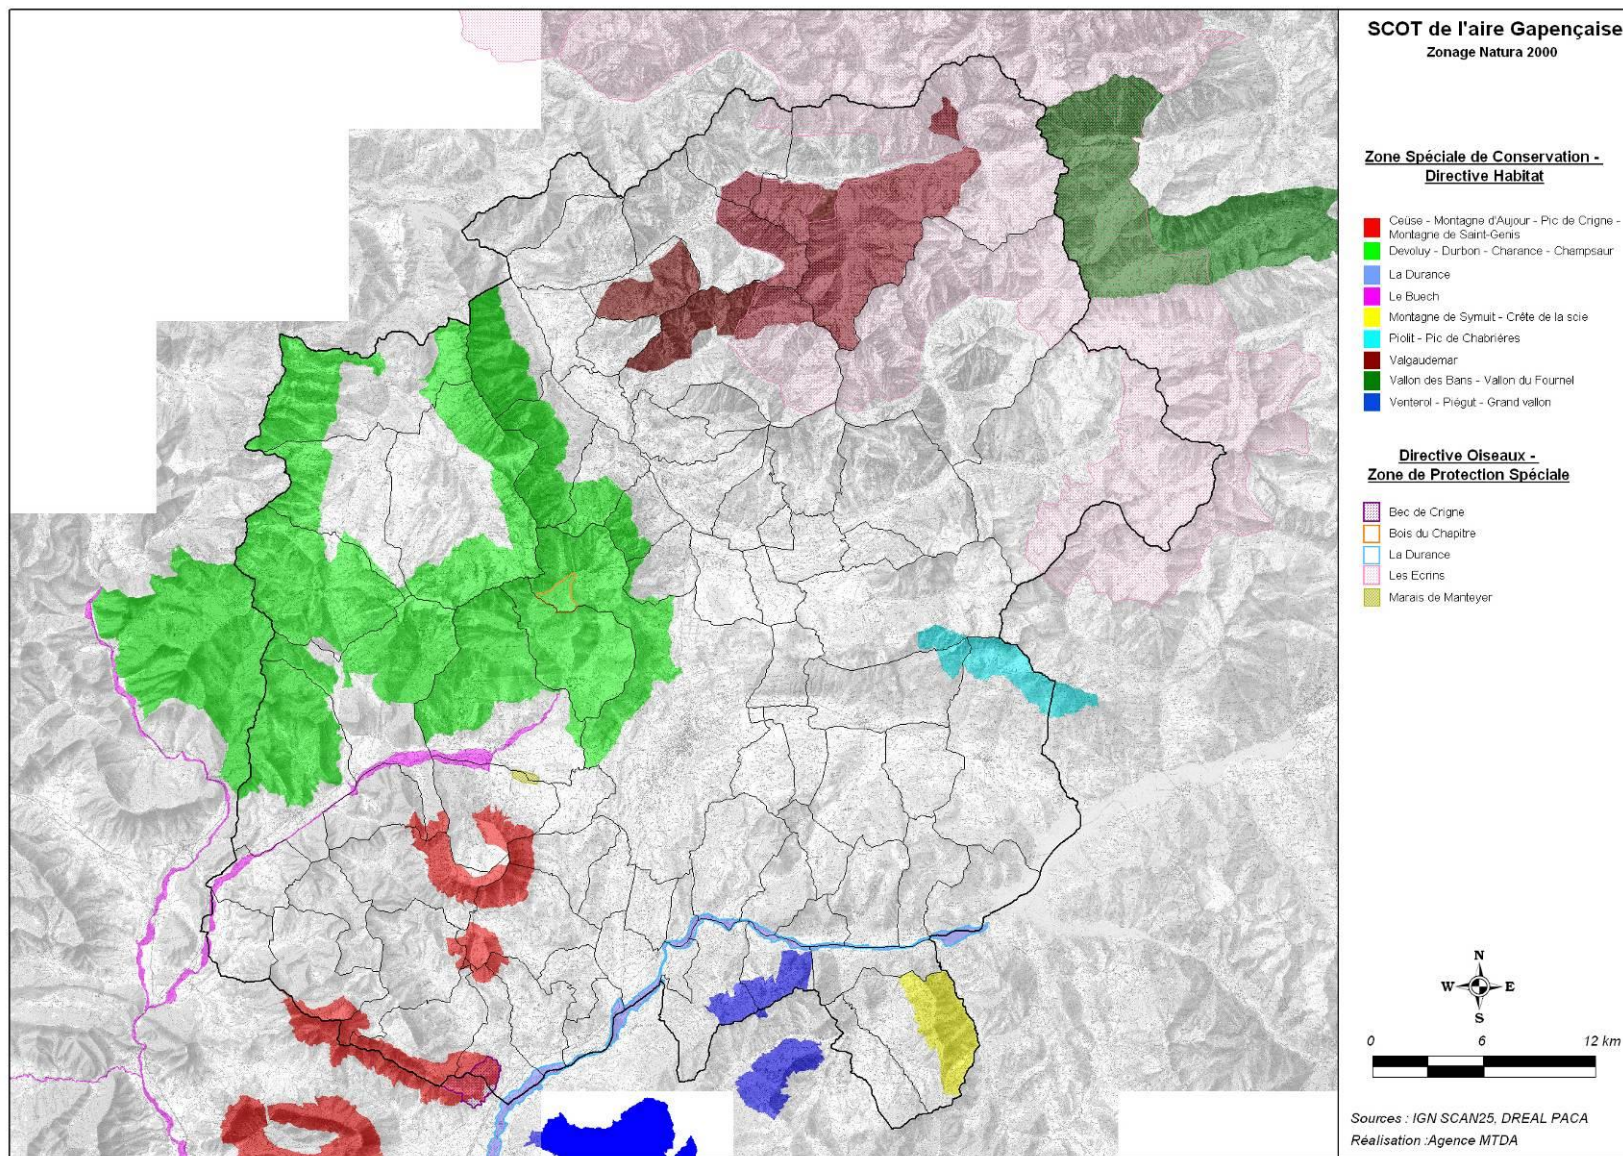 SCOT de l'aire Gapençaise
Zonage Natura 2000
Zone Spéciale de Conservation -
Directive Habitat
Ceüse - Montagne d'Aujour - Pic de Crigne -
Montagne de Saint-Genis
Devoluy - Durbon - Charance - Champsaur
La Durance
Le Buech
Montagne de Symuit - Crête de la scie
Piolit - Pic de Chabrières
Valgaudemar
Vallon des Bans - Vallon du Fournel
Venterol - Piégut - Grand vallon
Directive Oiseaux -
Zone de Protection Spéciale
Bec de Crigne
Bois du Chapitre
La Durance
Les Ecrins
Marais de Manteyer
N
W E
S
0 6 12 km
Sources : IGN SCAN25, DREAL PACA
Réalisation :Agence MTDA